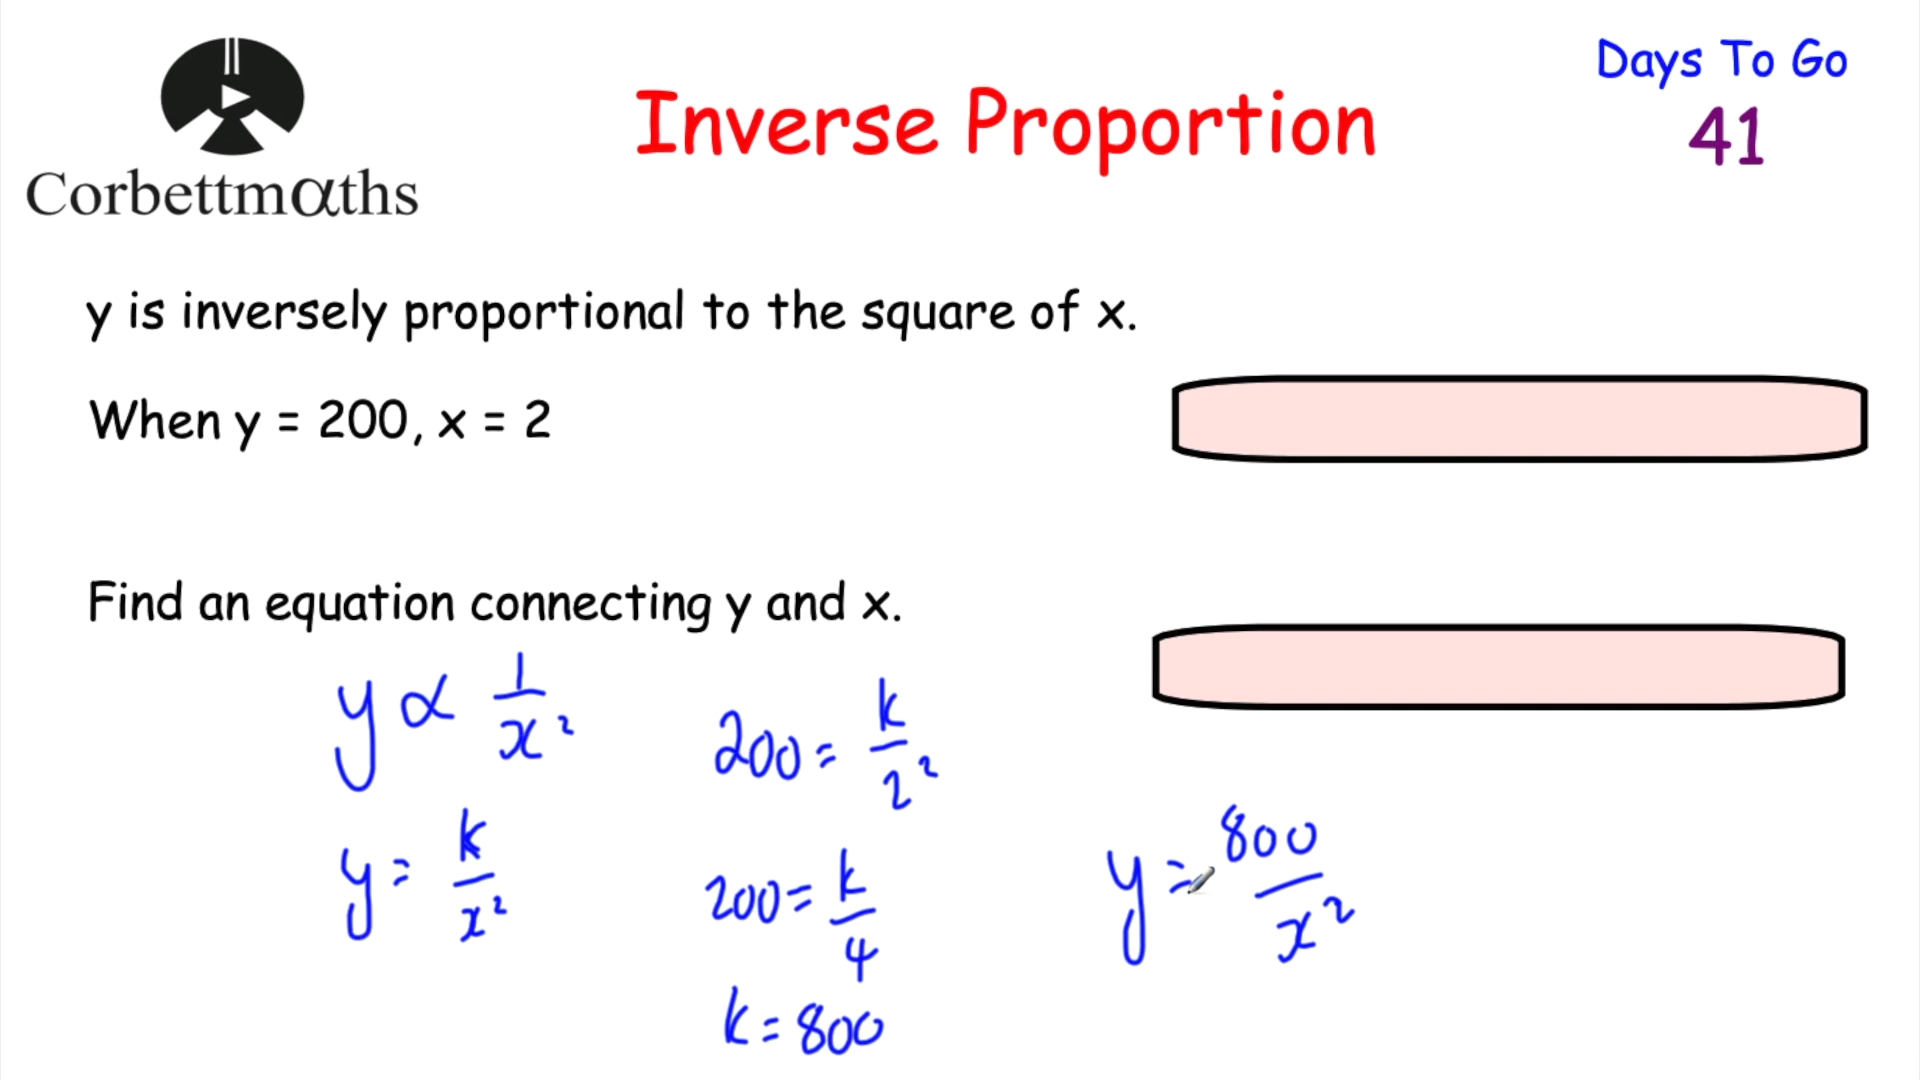 Corbettmαths
Inverse Proportion
Days To Go
41
y is inversely proportional to the square of x.
When y = 200, x = 2
Find an equation connecting y and x.
y ∝ 1/x²
y = k/x²
200 = k/2²
200 = k/4
k = 800
y = 800/x²